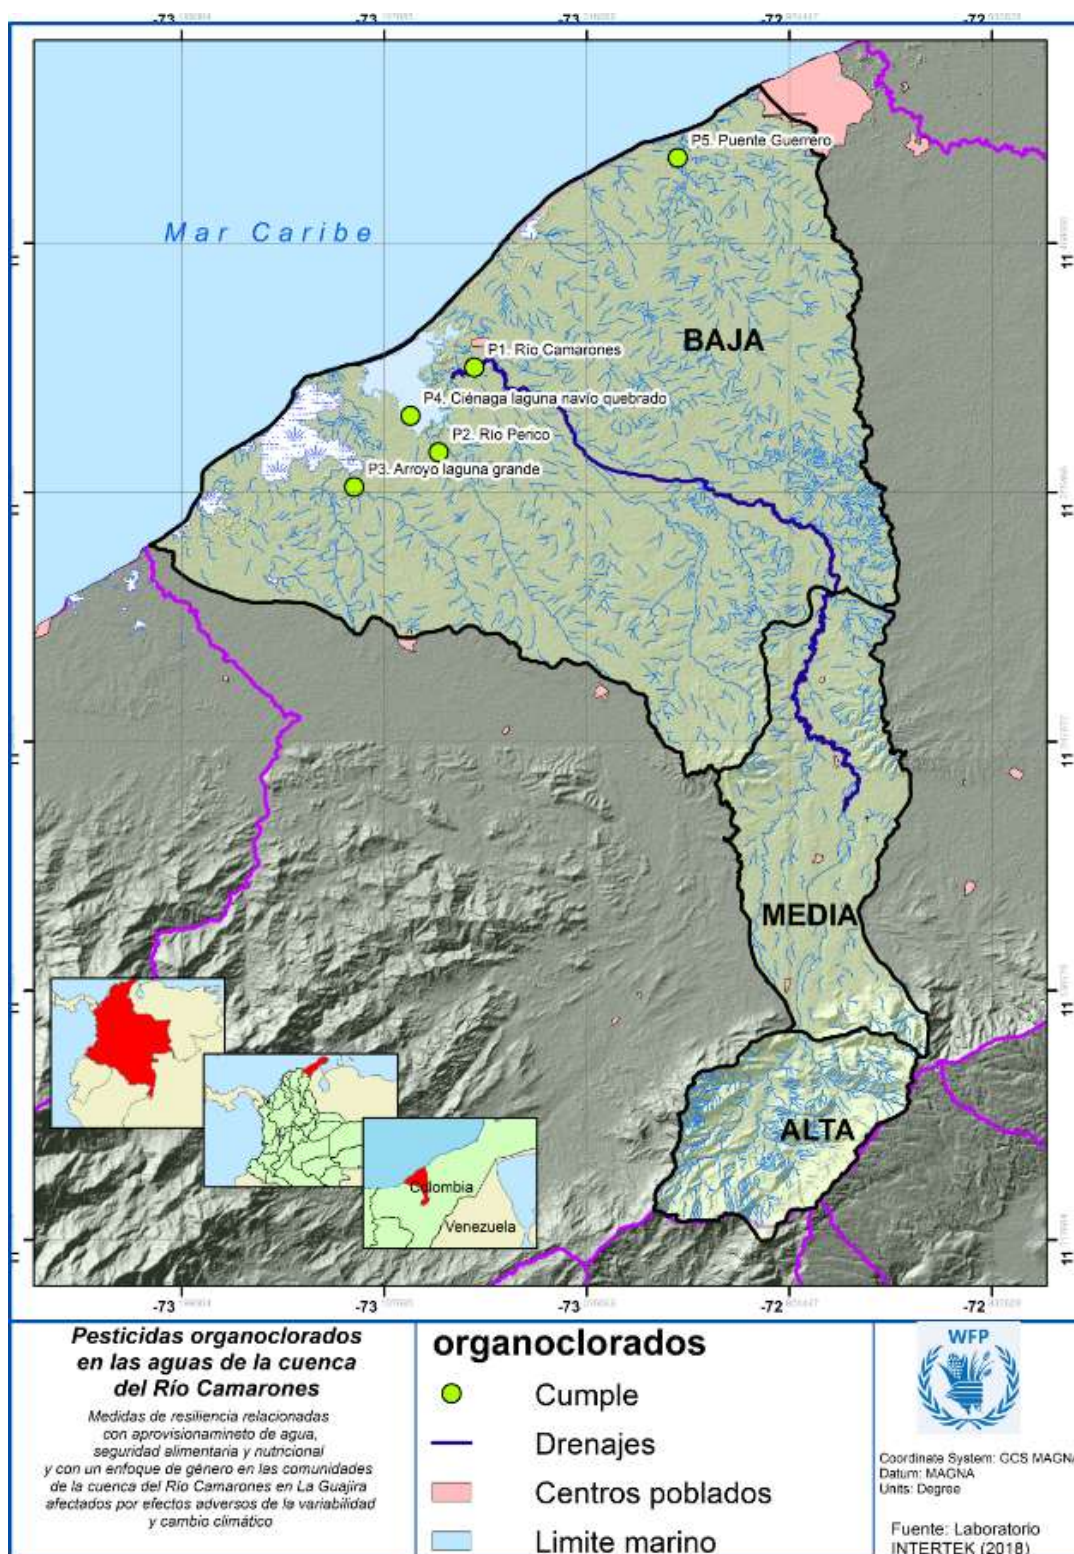 -73
-73
-73
-72
-72
P5. Puente Guerrero
Mar Caribe
11
BAJA
P1. Río Camarones
P4. Ciénaga laguna navío quebrado
P2. Río Perico
P3. Arroyo laguna grande
11
11
MEDIA
11
ALTA
Colombia
Venezuela
11
-73
-73
-73
-72
-72
Pesticidas organoclorados
en las aguas de la cuenca
del Río Camarones
Medidas de resiliencia relacionadas
con aprovisionamineto de agua,
seguridad alimentaria y nutricional
y con un enfoque de género en las comunidades
de la cuenca del Río Camarones en La Guajira
afectados por efectos adversos de la variabilidad
y cambio climático
organoclorados
Cumple
Drenajes
Centros poblados
Limite marino
WFP
Coordinate System: GCS MAGNA
Datum: MAGNA
Units: Degree
Fuente: Laboratorio
INTERTEK (2018)